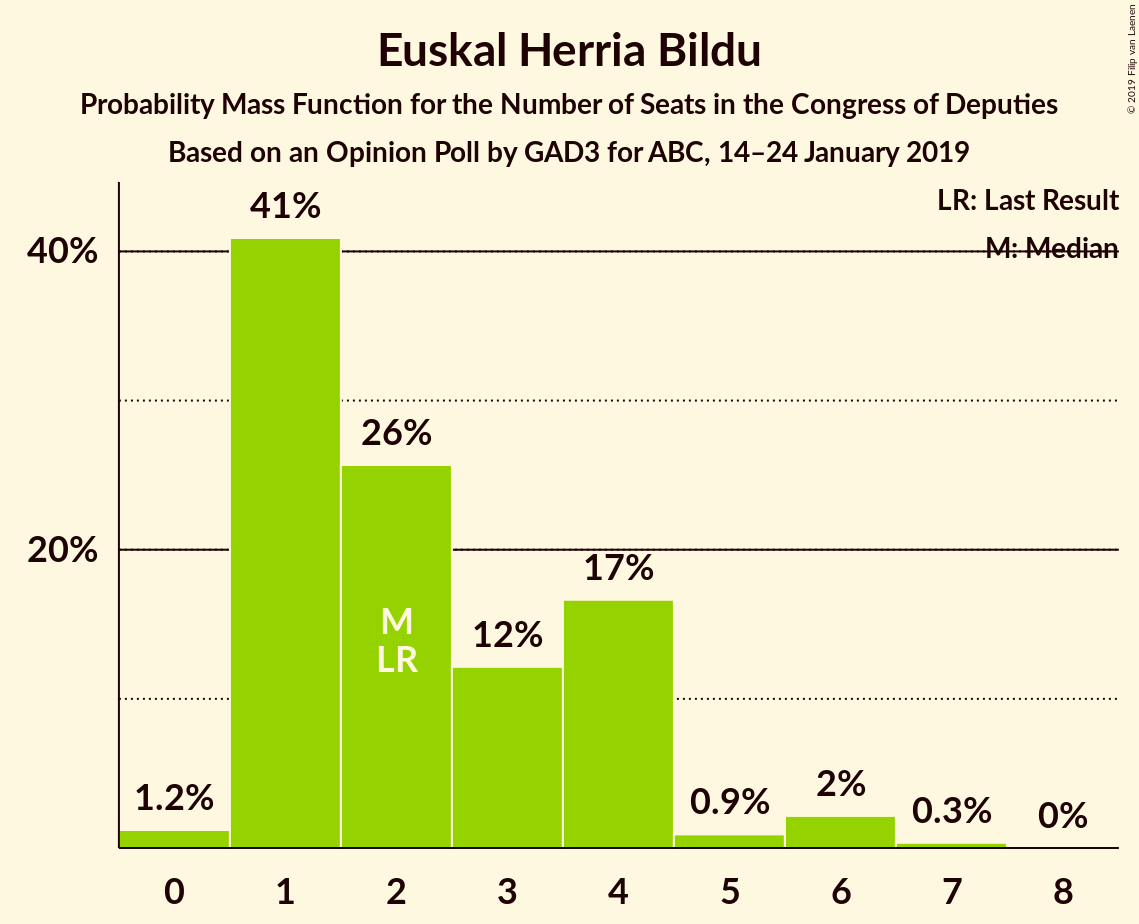 Euskal Herria Bildu
Probability Mass Function for the Number of Seats in the Congress of Deputies
Based on an Opinion Poll by GAD3 for ABC, 14–24 January 2019
© 2019 Filip van Laenen
LR: Last Result
M: Median
40%
20%
41%
26%
17%
12%
1.2%
0.9%
2%
0.3%
0%
M
LR
0 1 2 3 4 5 6 7 8